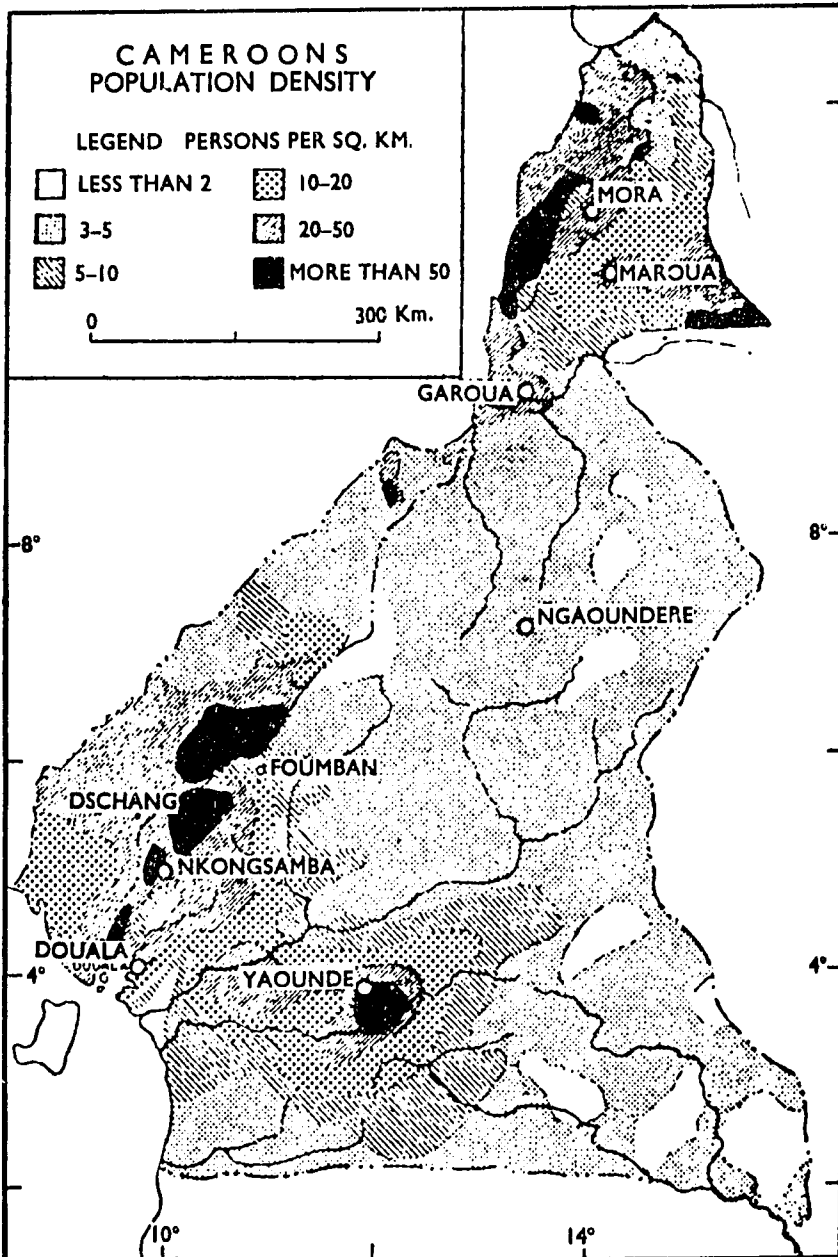 CAMEROONS
POPULATION DENSITY
LEGEND PERSONS PER SQ. KM.
LESS THAN 2
10–20
3–5
20–50
5–10
MORE THAN 50
0
300 Km.
MORA
MAROUA
GAROUA
8°
8°
NGAOUNDERE
FOUMBAN
DSCHANG
NKONGSAMBA
DOUALA
YAOUNDE
4°
4°
10°
14°